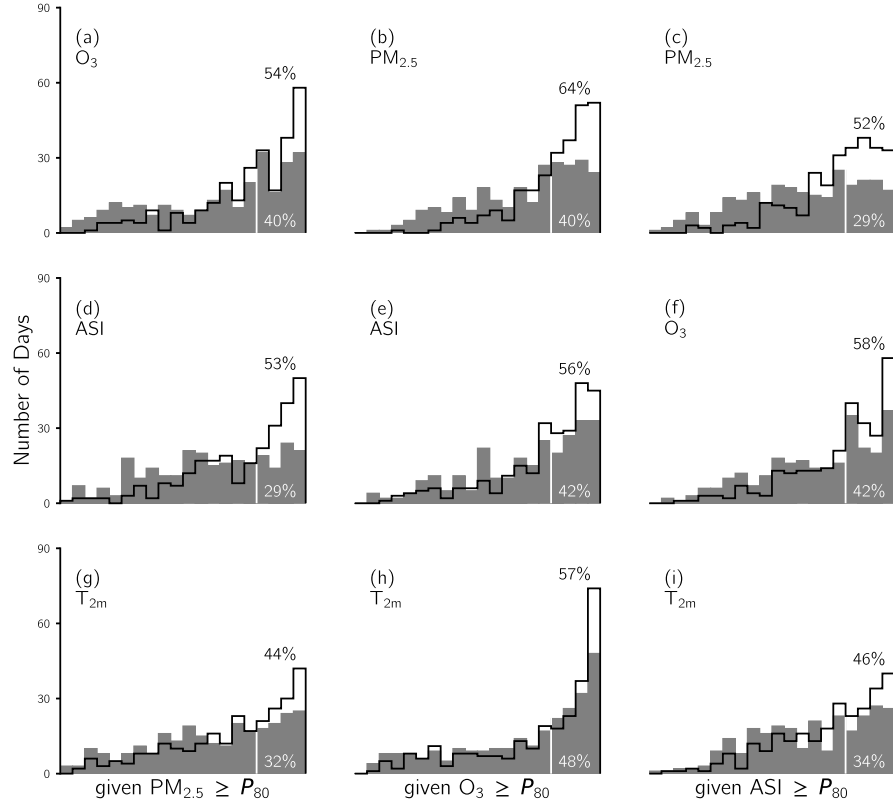 90
60
30
0
(a)
O₃
54%
40%
(b)
PM₂.₅
64%
40%
(c)
PM₂.₅
52%
29%
Number of Days
90
60
30
0
(d)
ASI
53%
29%
(e)
ASI
56%
42%
(f)
O₃
58%
42%
90
60
30
0
(g)
T₂ₘ
44%
32%
(h)
T₂ₘ
57%
48%
(i)
T₂ₘ
46%
34%
given PM₂.₅ ≥ P₈₀
given O₃ ≥ P₈₀
given ASI ≥ P₈₀